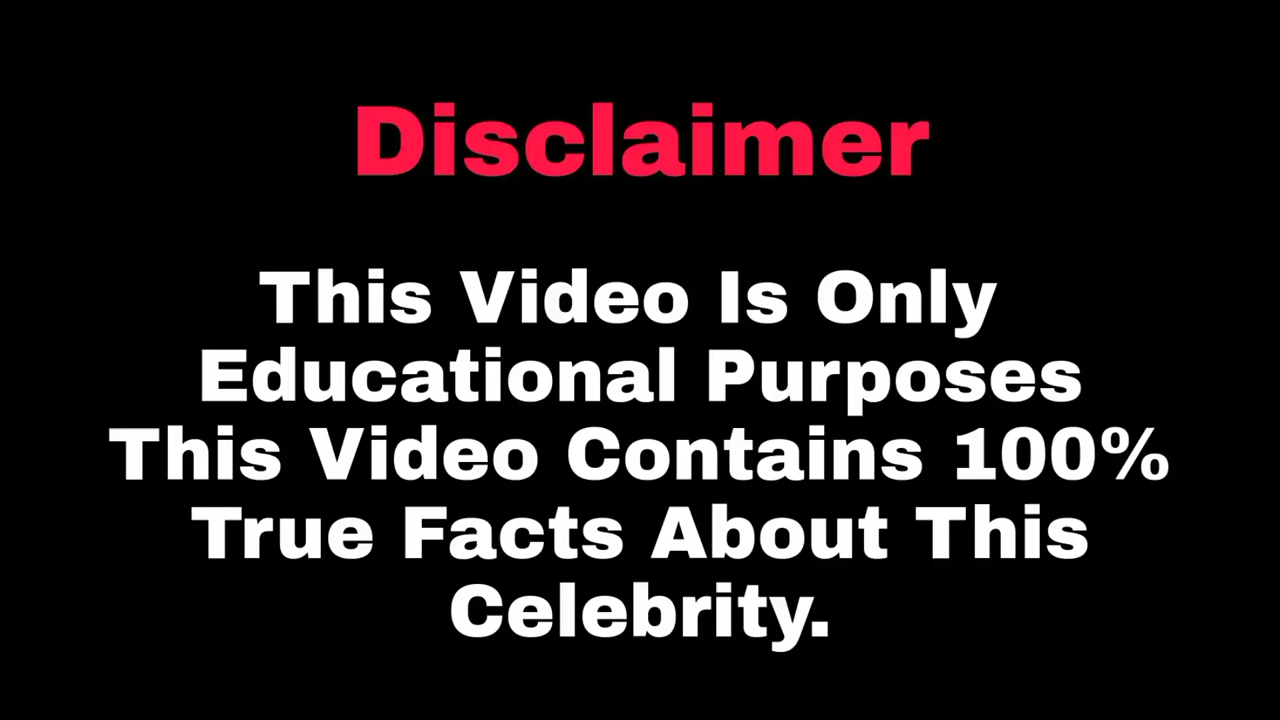 Disclaimer
This Video Is Only
Educational Purposes
This Video Contains 100%
True Facts About This
Celebrity.